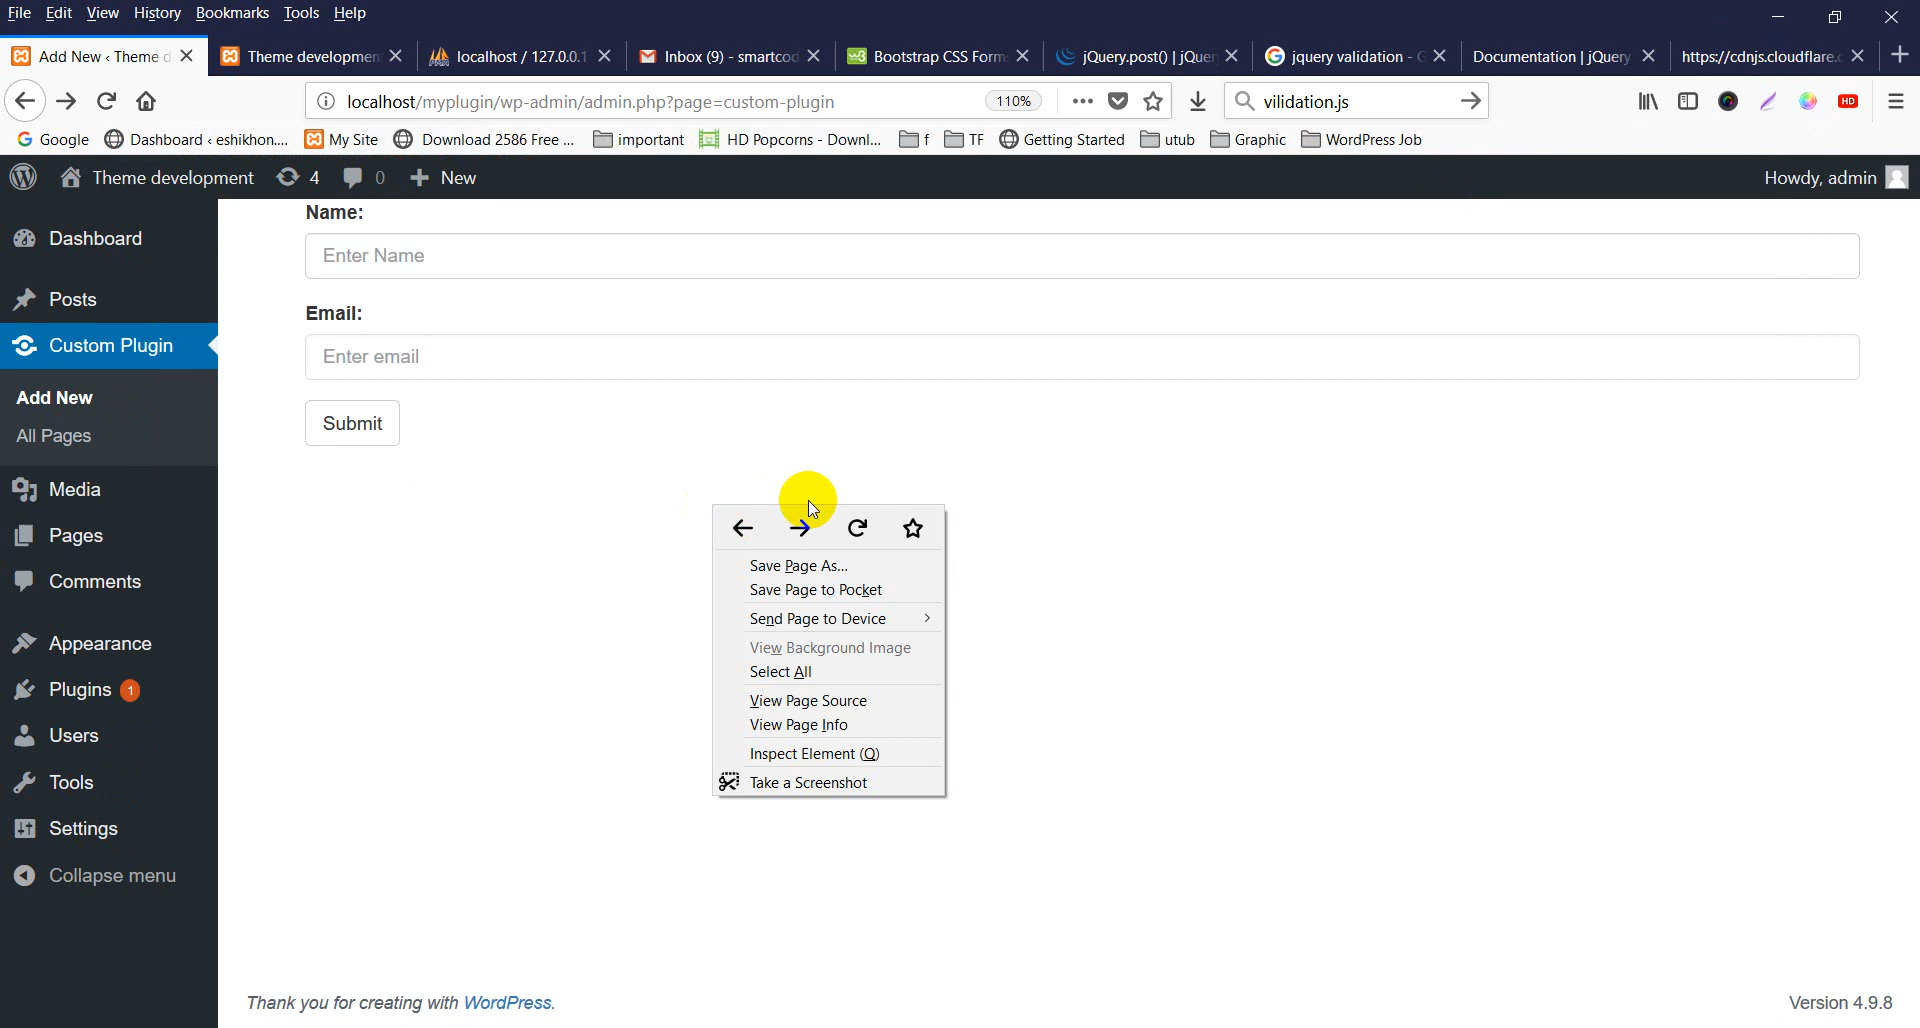 File Edit View History Bookmarks Tools Help
Add New ‹ Theme d Theme development localhost / 127.0.0.1 Inbox (9) - smartcod Bootstrap CSS Form jQuery.post() | jQue jquery validation - G Documentation | jQuery https://cdnjs.cloudflare.c
localhost/myplugin/wp-admin/admin.php?page=custom-plugin 110% vilidation.js HD
Google Dashboard ‹ eshikhon.... My Site Download 2586 Free ... important HD Popcorns - Downl... f TF Getting Started utub Graphic WordPress Job
Theme development 4 0 New Howdy, admin
Name:
Enter Name
Email:
Enter email
Submit
Dashboard
Posts
Custom Plugin
Add New
All Pages
Media
Pages
Comments
Appearance
Plugins 1
Users
Tools
Settings
Collapse menu
Save Page As...
Save Page to Pocket
Send Page to Device
View Background Image
Select All
View Page Source
View Page Info
Inspect Element (Q)
Take a Screenshot
Thank you for creating with WordPress. Version 4.9.8